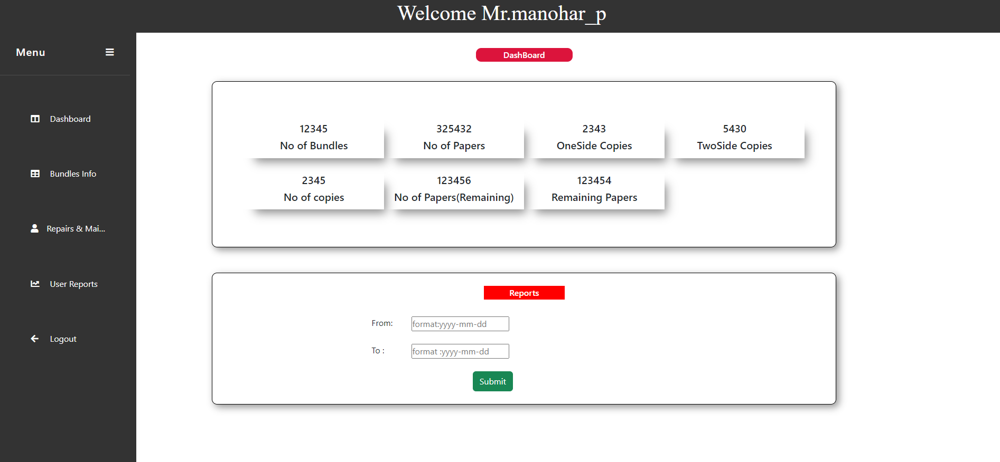 Welcome Mr.manohar_p
Menu
Dashboard
Bundles Info
Repairs & Mai...
User Reports
Logout
DashBoard
12345
No of Bundles
325432
No of Papers
2343
OneSide Copies
5430
TwoSide Copies
2345
No of copies
123456
No of Papers(Remaining)
123454
Remaining Papers
Reports
From: format:yyyy-mm-dd
To : format :yyyy-mm-dd
Submit